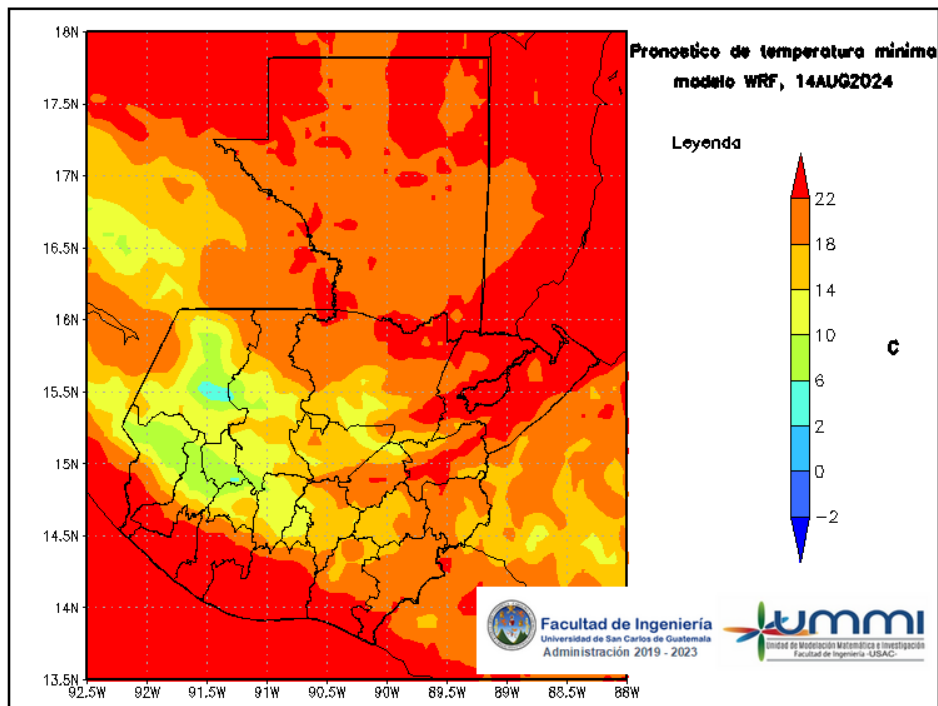 Pronostico de temperatura minima
modelo WRF, 14AUG2024
Leyenda
22
18
14
10
6
2
0
-2
C
18N
17.5N
17N
16.5N
16N
15.5N
15N
14.5N
14N
13.5N
92.5W 92W 91.5W 91W 90.5W 90W 89.5W 89W 88.5W 88W
Facultad de Ingeniería
Universidad de San Carlos de Guatemala
Administración 2019 - 2023
ummi
Unidad de Modelación Matemática e Investigación
Facultad de Ingeniería -USAC-